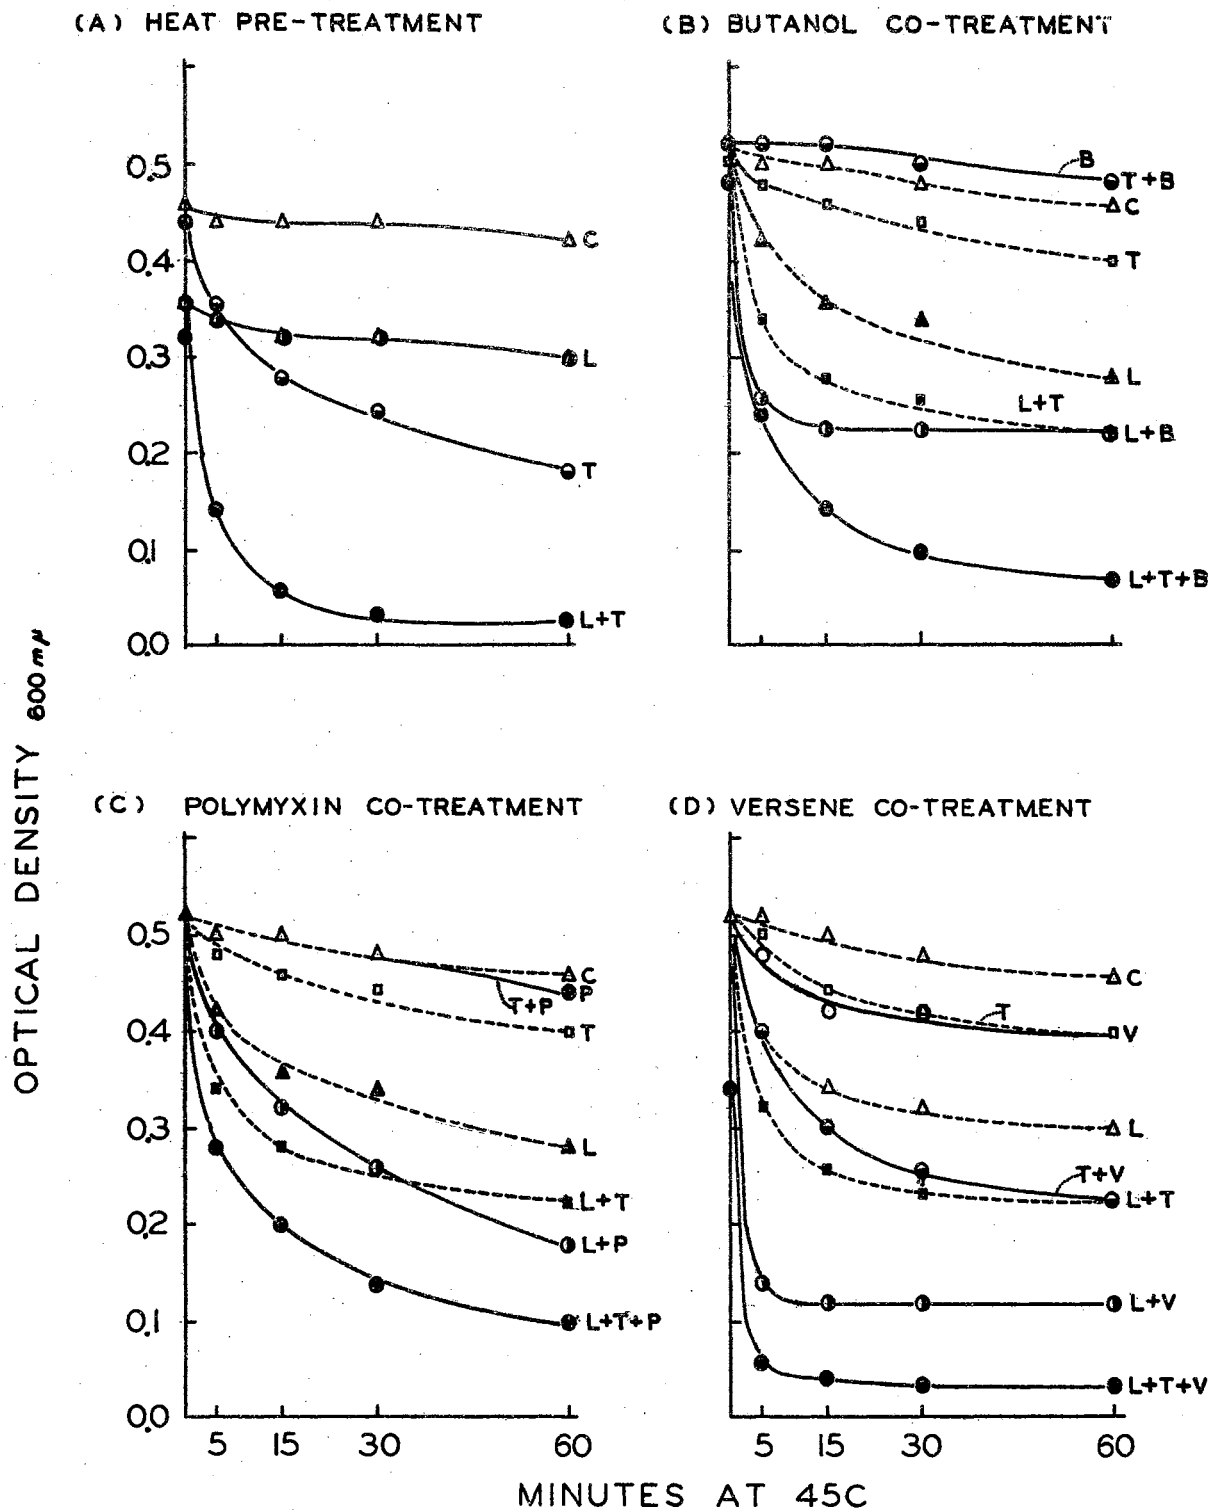 (A) HEAT PRE-TREATMENT
0.5
0.4
0.3
0.2
0.1
0.0
C
L
T
L+T
(B) BUTANOL CO-TREATMENT
B
T+B
C
T
L
L+T
L+B
L+T+B
OPTICAL DENSITY 600 mμ
(C) POLYMYXIN CO-TREATMENT
0.5
0.4
0.3
0.2
0.1
0.0
C
P
T+P
T
L
L+T
L+P
L+T+P
5 15 30 60
(D) VERSENE CO-TREATMENT
C
T
V
L
T+V
L+T
L+V
L+T+V
5 15 30 60
MINUTES AT 45C